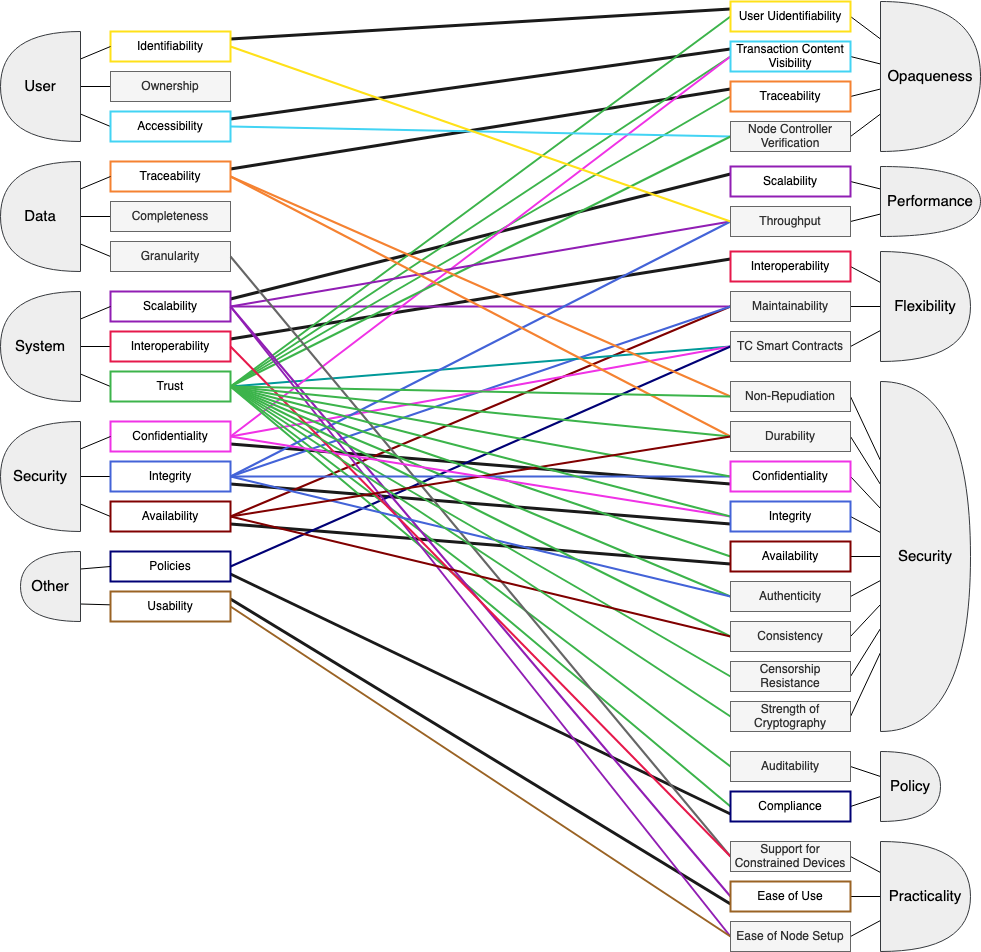 User
Identifiability
Ownership
Accessibility
Data
Traceability
Completeness
Granularity
System
Scalability
Interoperability
Trust
Security
Confidentiality
Integrity
Availability
Other
Policies
Usability
User Uidentifiability
Transaction Content
Visibility
Traceability
Node Controller
Verification
Opaqueness
Scalability
Throughput
Performance
Interoperability
Maintainability
TC Smart Contracts
Flexibility
Non-Repudiation
Durability
Confidentiality
Integrity
Availability
Authenticity
Consistency
Censorship
Resistance
Strength of
Cryptography
Security
Auditability
Compliance
Policy
Support for
Constrained Devices
Ease of Use
Ease of Node Setup
Practicality